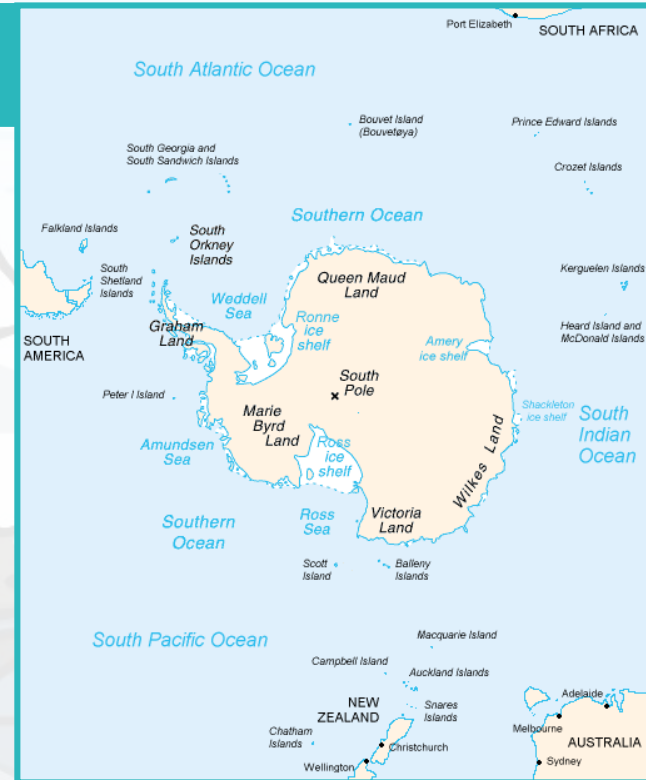 Port Elizabeth
SOUTH AFRICA
South Atlantic Ocean
Bouvet Island
(Bouvetøya)
Prince Edward Islands
South Georgia and
South Sandwich Islands
Crozet Islands
Southern Ocean
Falkland Islands
South
Orkney
Islands
South
Shetland
Islands
Queen Maud
Land
Kerguelen Islands
Weddell
Sea
Graham
Land
Ronne
ice
shelf
Heard Island and
McDonald Islands
SOUTH
AMERICA
Amery
ice shelf
South
Pole
Peter I Island
Marie
Byrd
Land
Shackleton
ice shelf
South
Indian
Ocean
Amundsen
Sea
Ross
ice
shelf
Wilkes Land
Southern
Ocean
Ross
Sea
Victoria
Land
Scott
Island
Balleny
Islands
South Pacific Ocean
Macquarie Island
Campbell Island
Auckland Islands
NEW
ZEALAND
Snares
Islands
Adelaide
Melbourne
Chatham
Islands
Christchurch
AUSTRALIA
Wellington
Sydney